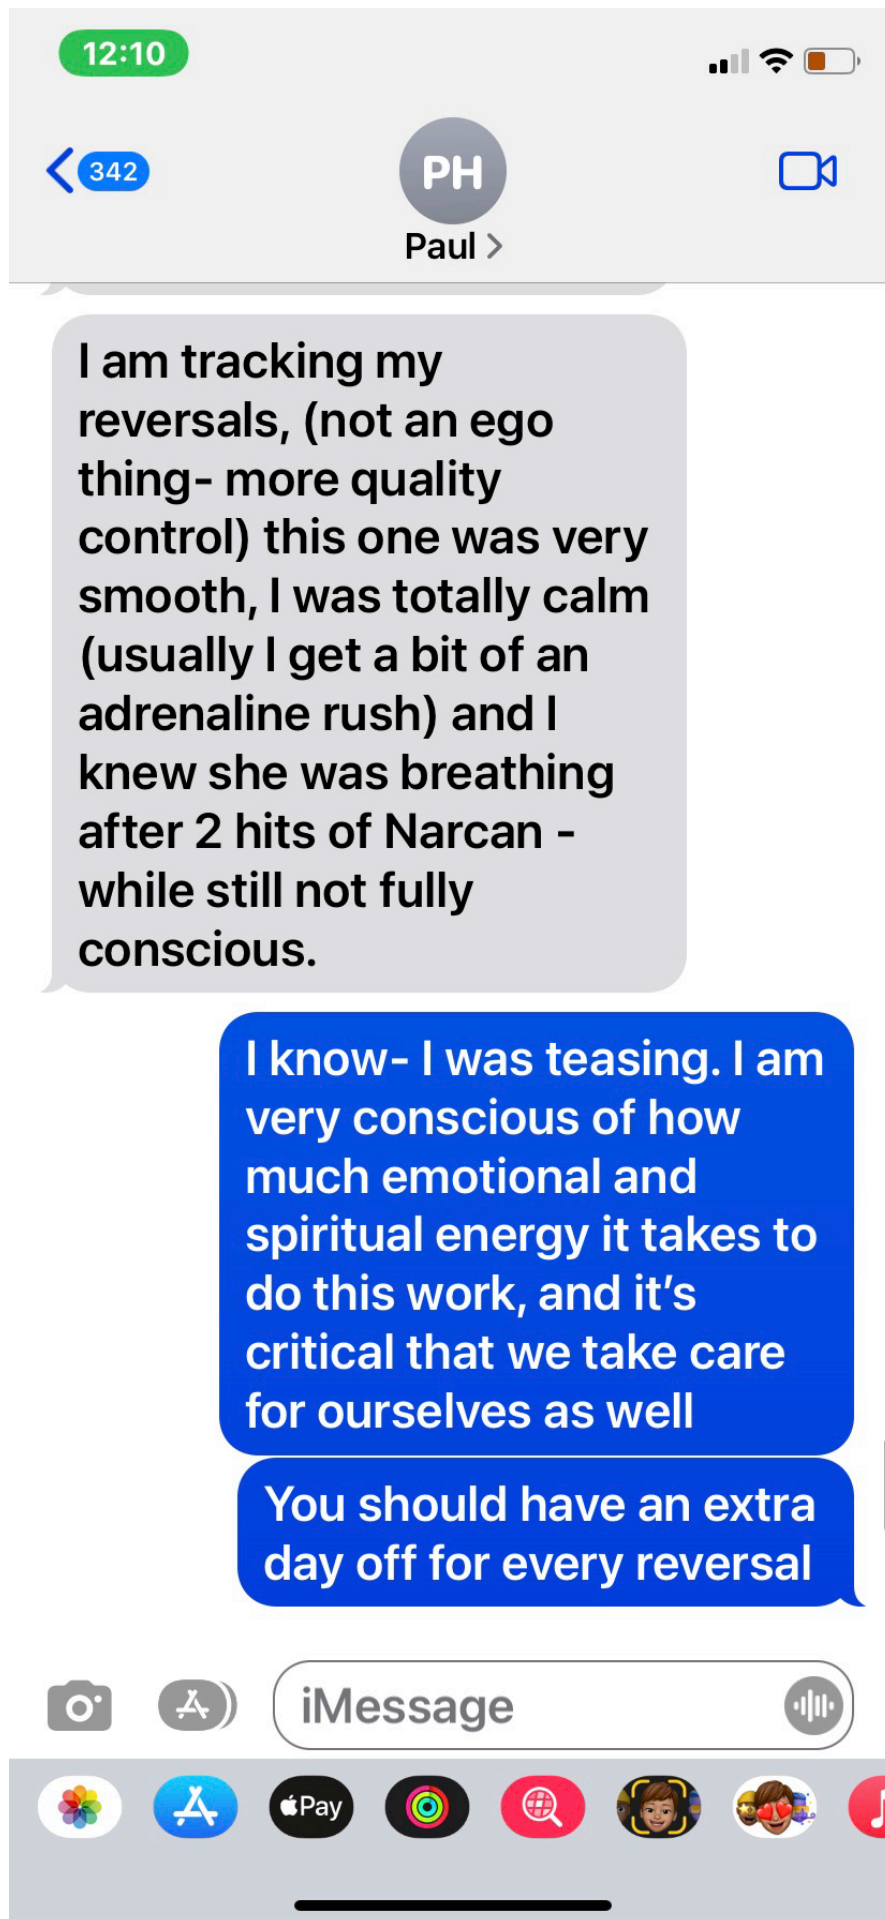 12:10
342
PH
Paul
I am tracking my
reversals, (not an ego
thing- more quality
control) this one was very
smooth, I was totally calm
(usually I get a bit of an
adrenaline rush) and I
knew she was breathing
after 2 hits of Narcan -
while still not fully
conscious.
I know- I was teasing. I am
very conscious of how
much emotional and
spiritual energy it takes to
do this work, and it’s
critical that we take care
for ourselves as well
You should have an extra
day off for every reversal
iMessage
Pay